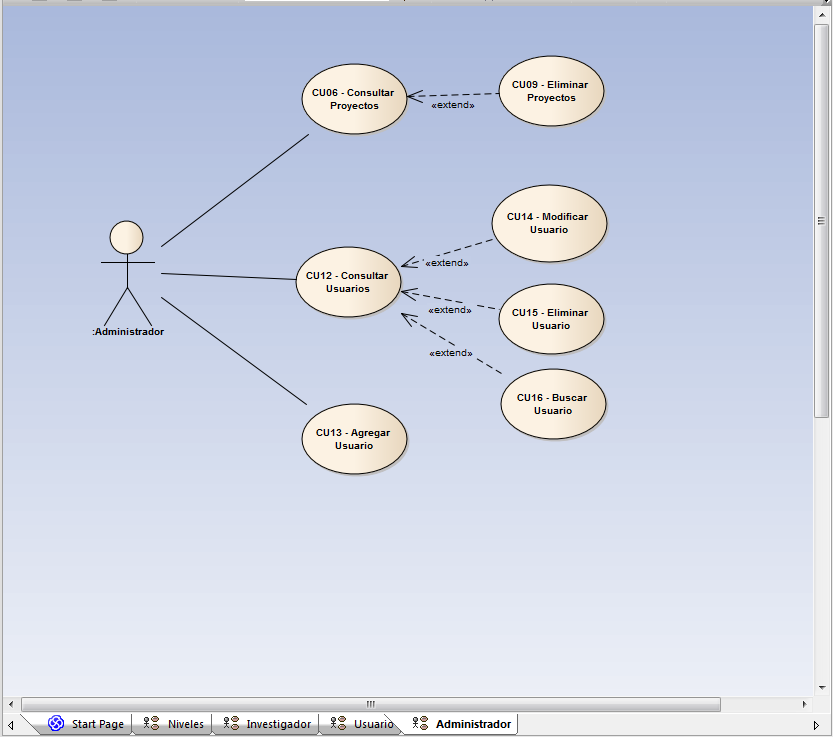 CU06 - Consultar
Proyectos
«extend»
CU09 - Eliminar
Proyectos
CU14 - Modificar
Usuario
«extend»
CU12 - Consultar
Usuarios
«extend»
CU15 - Eliminar
Usuario
:Administrador
«extend»
CU16 - Buscar
Usuario
CU13 - Agregar
Usuario
Start Page
Niveles
Investigador
Usuario
Administrador